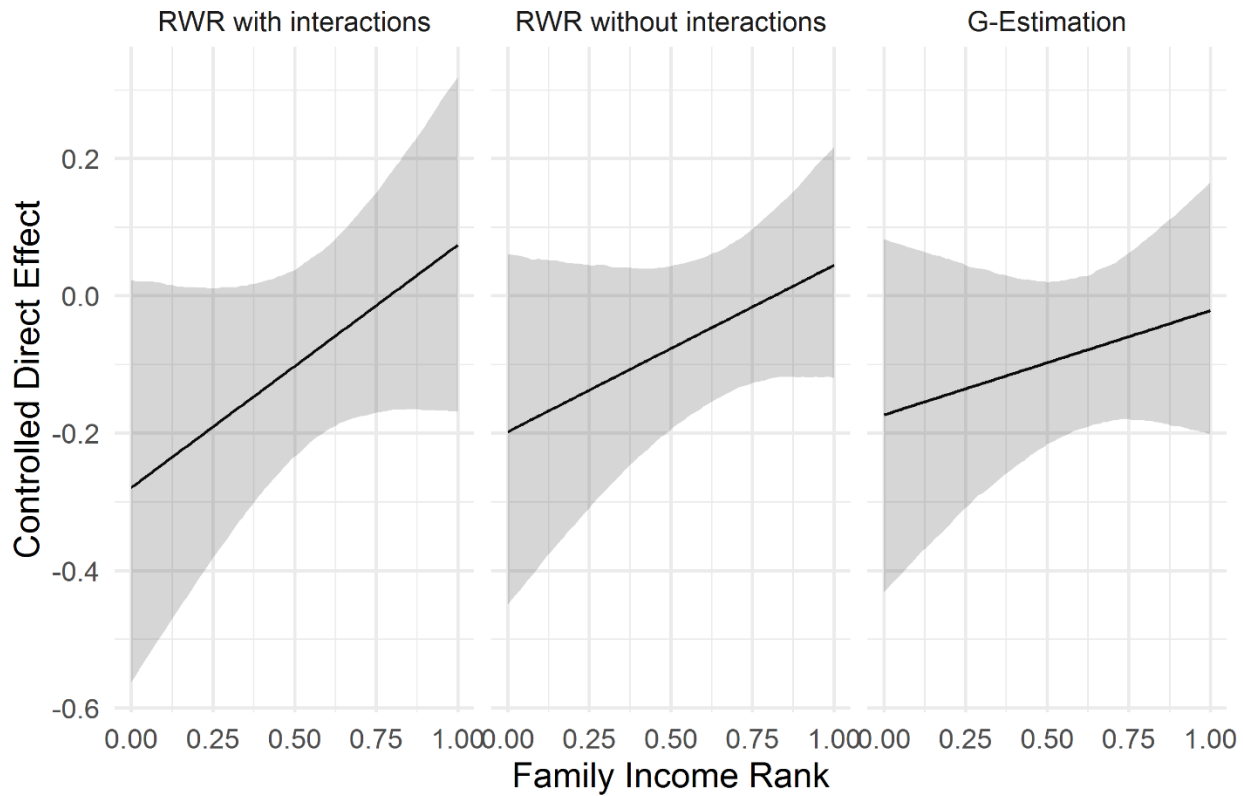 RWR with interactions RWR without interactions G-Estimation
Controlled Direct Effect
0.2
0.0
-0.2
-0.4
-0.6
0.00 0.25 0.50 0.75 1.00 0.00 0.25 0.50 0.75 1.00 0.00 0.25 0.50 0.75 1.00
Family Income Rank